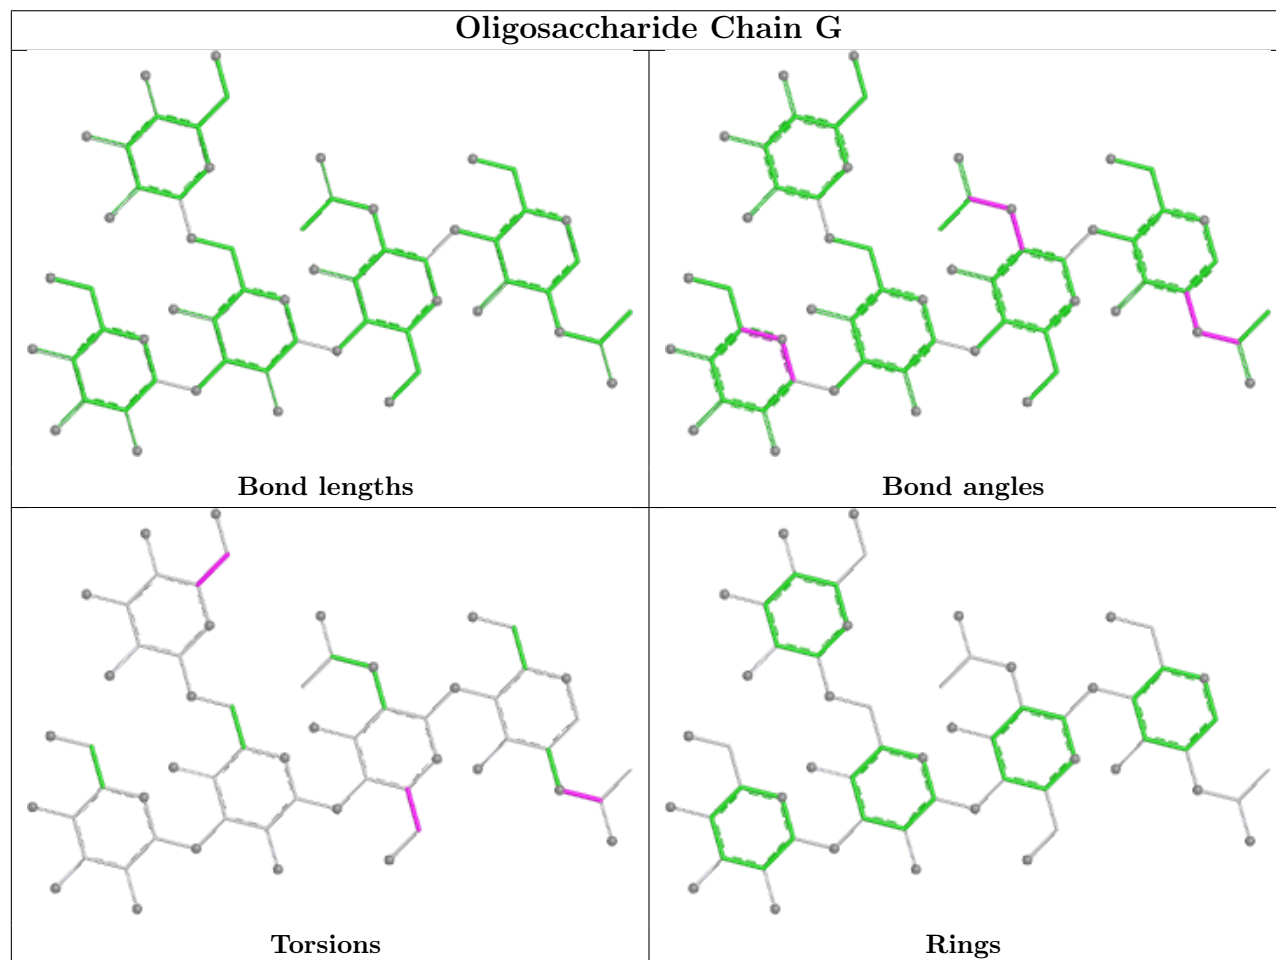 Oligosaccharide Chain G
Bond lengths
Bond angles
Torsions
Rings